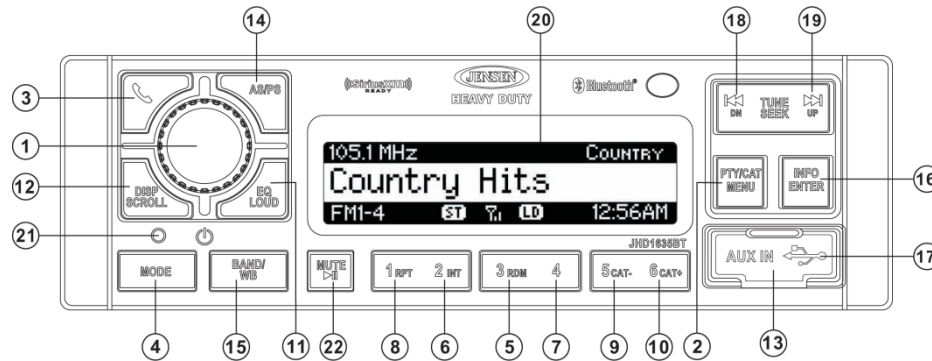 14
20
18
19
3
AS/PS
((SiriusXM))
READY
JENSEN
HEAVY DUTY
Bluetooth®
DN
TUNE
SEEK
UP
1
105.1 MHz
COUNTRY
Country Hits
FM1-4
ST
LD
12:56AM
12
DISP
SCROLL
EQ
LOUD
PTY/CAT
MENU
INFO
ENTER
16
21
JHD1635BT
MODE
BAND/
WB
MUTE
1 RPT
2 INT
3 RDM
4
5 CAT-
6 CAT+
AUX IN
17
4
15
11
22
8
6
5
7
9
10
2
13